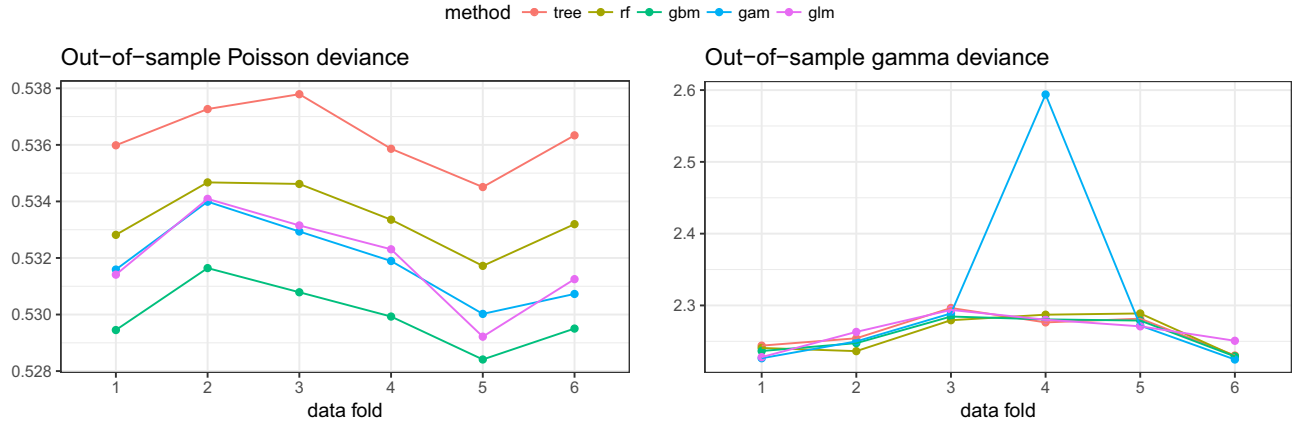 method tree rf gbm gam glm
Out−of−sample Poisson deviance
0.538
0.536
0.534
0.532
0.530
0.528
1 2 3 4 5 6
data fold
Out−of−sample gamma deviance
2.6
2.5
2.4
2.3
1 2 3 4 5 6
data fold